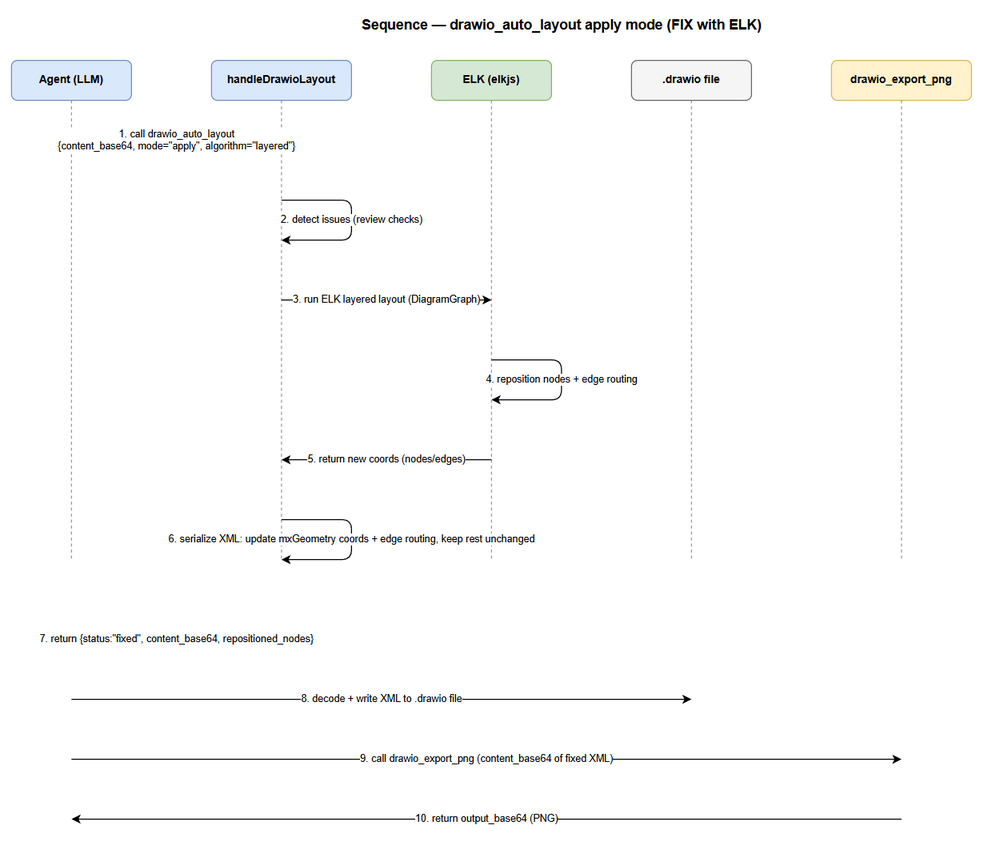 Sequence — drawio_auto_layout apply mode (FIX with ELK)
Agent (LLM)
handleDrawioLayout
ELK (elkjs)
.drawio file
drawio_export_png
1. call drawio_auto_layout
{content_base64, mode="apply", algorithm="layered"}
2. detect issues (review checks)
3. run ELK layered layout (DiagramGraph)
4. reposition nodes + edge routing
5. return new coords (nodes/edges)
6. serialize XML: update mxGeometry coords + edge routing, keep rest unchanged
7. return {status:"fixed", content_base64, repositioned_nodes}
8. decode + write XML to .drawio file
9. call drawio_export_png (content_base64 of fixed XML)
10. return output_base64 (PNG)